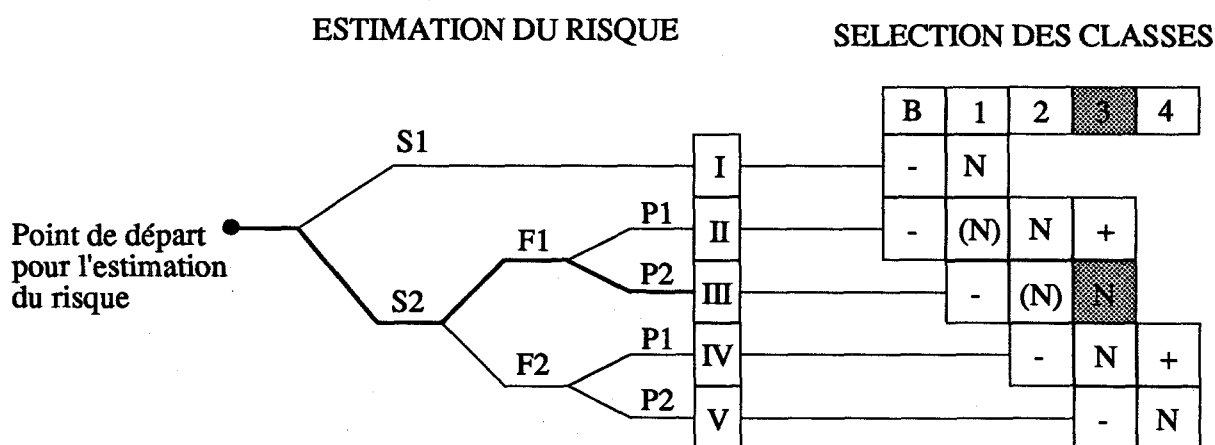 ESTIMATION DU RISQUE
SELECTION DES CLASSES
B 1 2 3 4
S1
I
- N
Point de départ
pour l'estimation
du risque
P1
II
- (N) N +
F1
P2
III
- (N) N
S2
P1
IV
- N +
F2
P2
V
- N